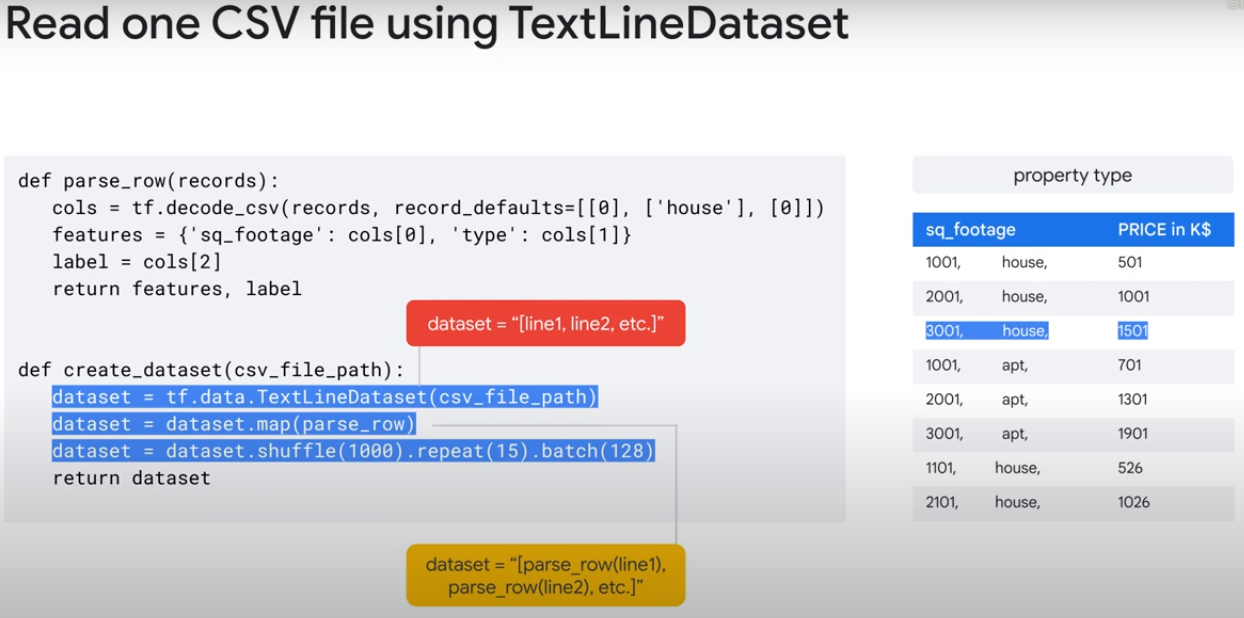 Read one CSV file using TextLineDataset
def parse_row(records):
cols = tf.decode_csv(records, record_defaults=[[0], ['house'], [0]])
features = {'sq_footage': cols[0], 'type': cols[1]}
label = cols[2]
return features, label
dataset = “[line1, line2, etc.]”
def create_dataset(csv_file_path):
dataset = tf.data.TextLineDataset(csv_file_path)
dataset = dataset.map(parse_row)
dataset = dataset.shuffle(1000).repeat(15).batch(128)
return dataset
dataset = “[parse_row(line1),
parse_row(line2), etc.]”
property type
sq_footage PRICE in K$
1001, house, 501
2001, house, 1001
3001, house, 1501
1001, apt, 701
2001, apt, 1301
3001, apt, 1901
1101, house, 526
2101, house, 1026